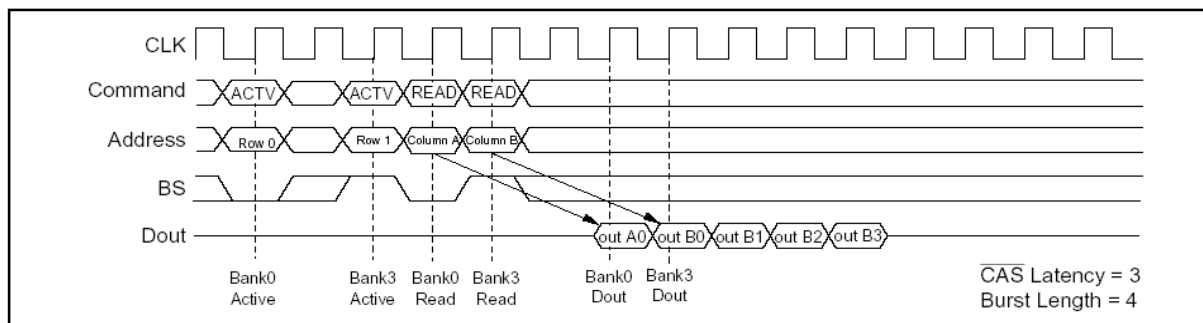 CLK
Command ACTV ACTV READ READ
Address Row 0 Row 1 Column A Column B
BS
Dout out A0 out B0 out B1 out B2 out B3
Bank0 Bank3 Bank0 Bank3 Bank0 Bank3
Active Active Read Read Dout Dout
CAS Latency = 3
Burst Length = 4